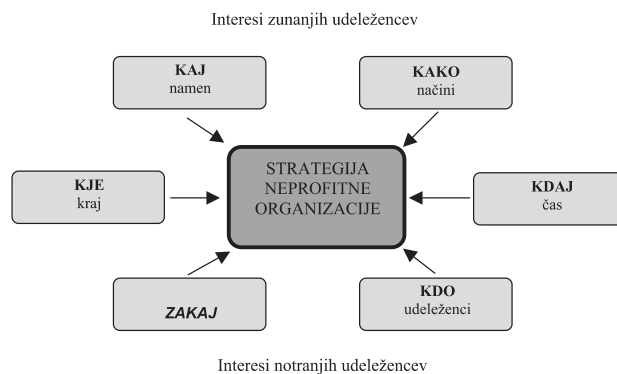 Interesi zunanjih udeležencev
KAJ
namen
KAKO
načini
STRATEGIJA
NEPROFITNE
ORGANIZACIJE
KJE
kraj
KDAJ
čas
ZAKAJ
KDO
udeleženci
Interesi notranjih udeležencev